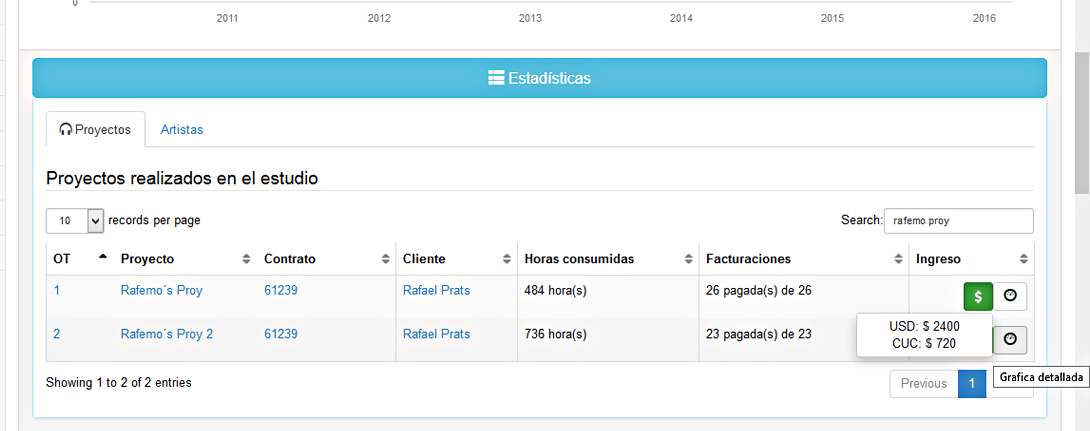 0
2011 2012 2013 2014 2015 2016
Estadísticas
Proyectos Artistas
Proyectos realizados en el estudio
10 records per page Search: rafemo proy
OT Proyecto Contrato Cliente Horas consumidas Facturaciones Ingreso
1 Rafemo´s Proy 61239 Rafael Prats 484 hora(s) 26 pagada(s) de 26 $
2 Rafemo´s Proy 2 61239 Rafael Prats 736 hora(s) 23 pagada(s) de 23
USD: $ 2400
CUC: $ 720
Showing 1 to 2 of 2 entries Previous 1
Grafica detallada